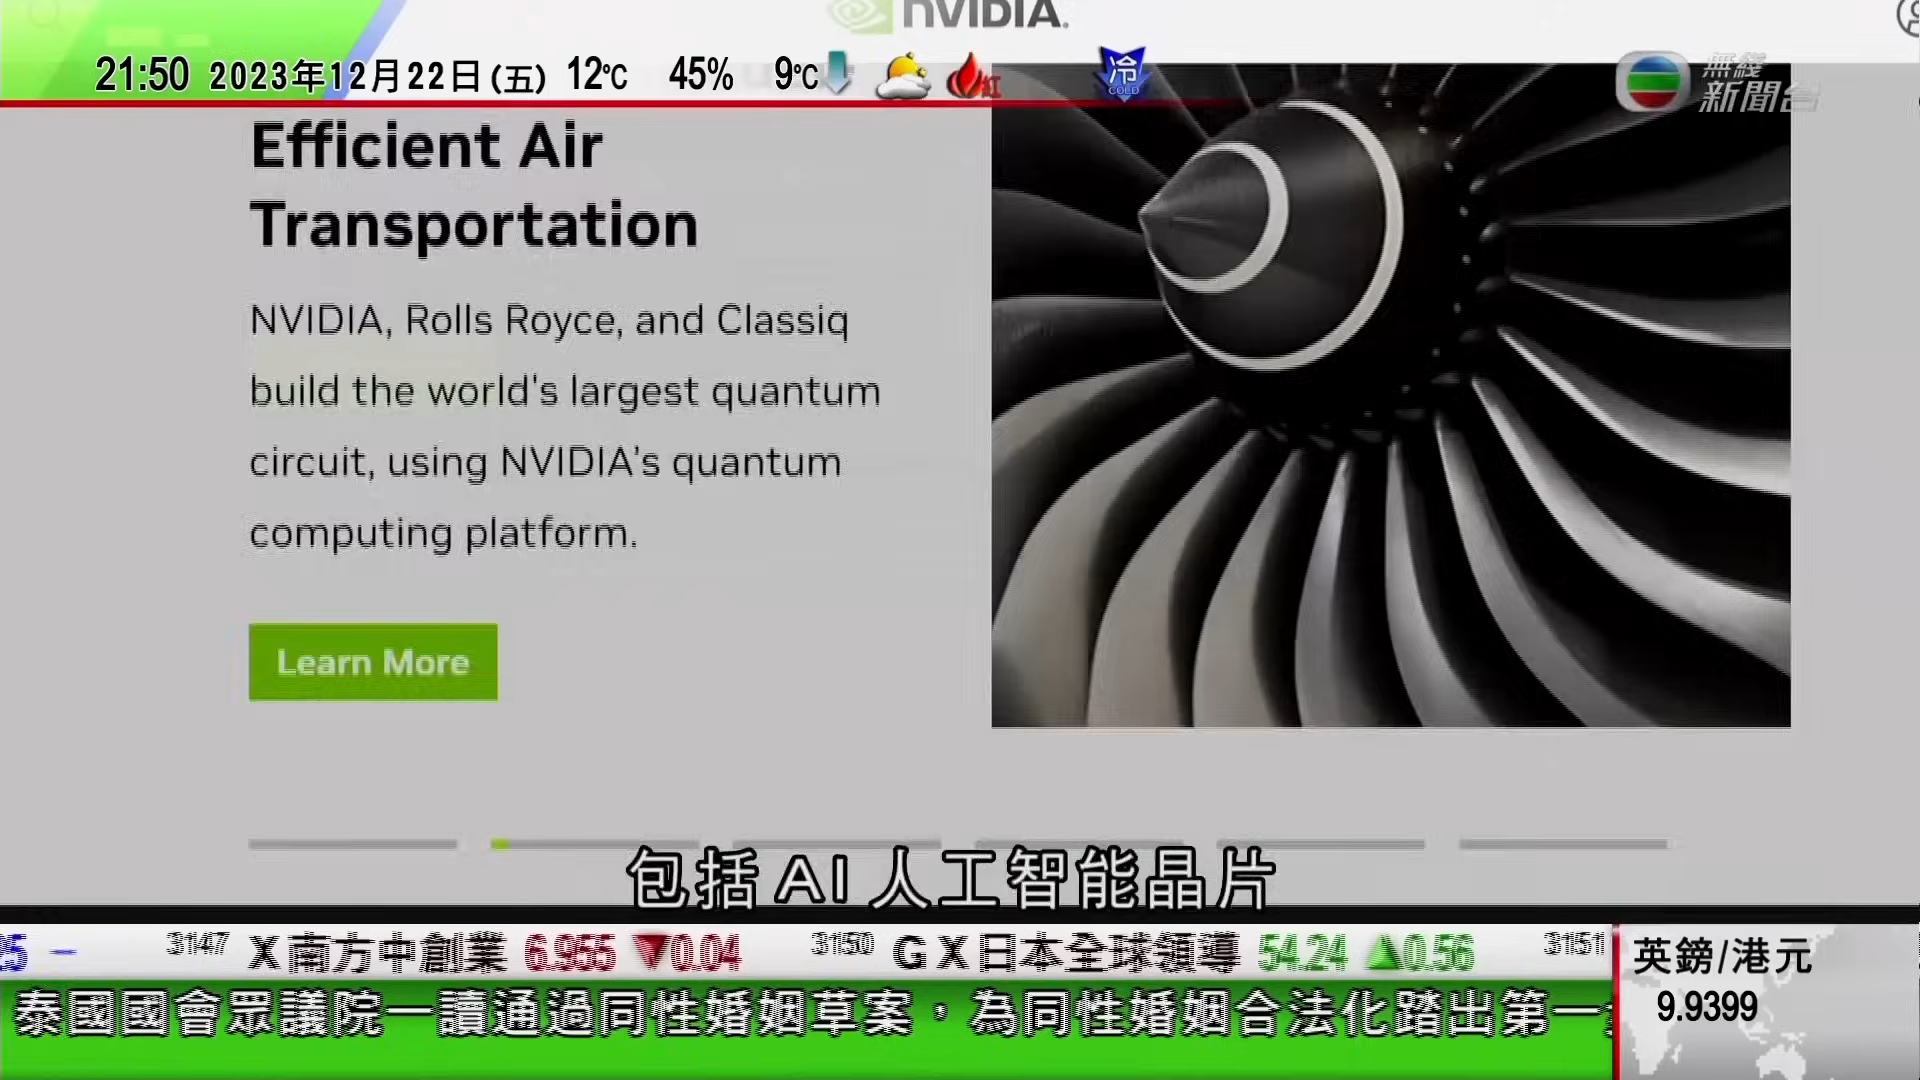 nVIDIA.
21:50 2023年12月22日(五) 12℃ 45% 9℃ 紅 冷 COLD
無綫
新聞台
Efficient Air
Transportation
NVIDIA, Rolls Royce, and Classiq
build the world's largest quantum
circuit, using NVIDIA's quantum
computing platform.
Learn More
包括 AI 人工智能晶片
25 – 3147 X南方中創業 6.955 ▼0.04 3150 GX日本全球領導 54.24 ▲0.56 3151
泰國國會眾議院一讀通過同性婚姻草案，為同性婚姻合法化踏出第一
英鎊/港元
9.9399